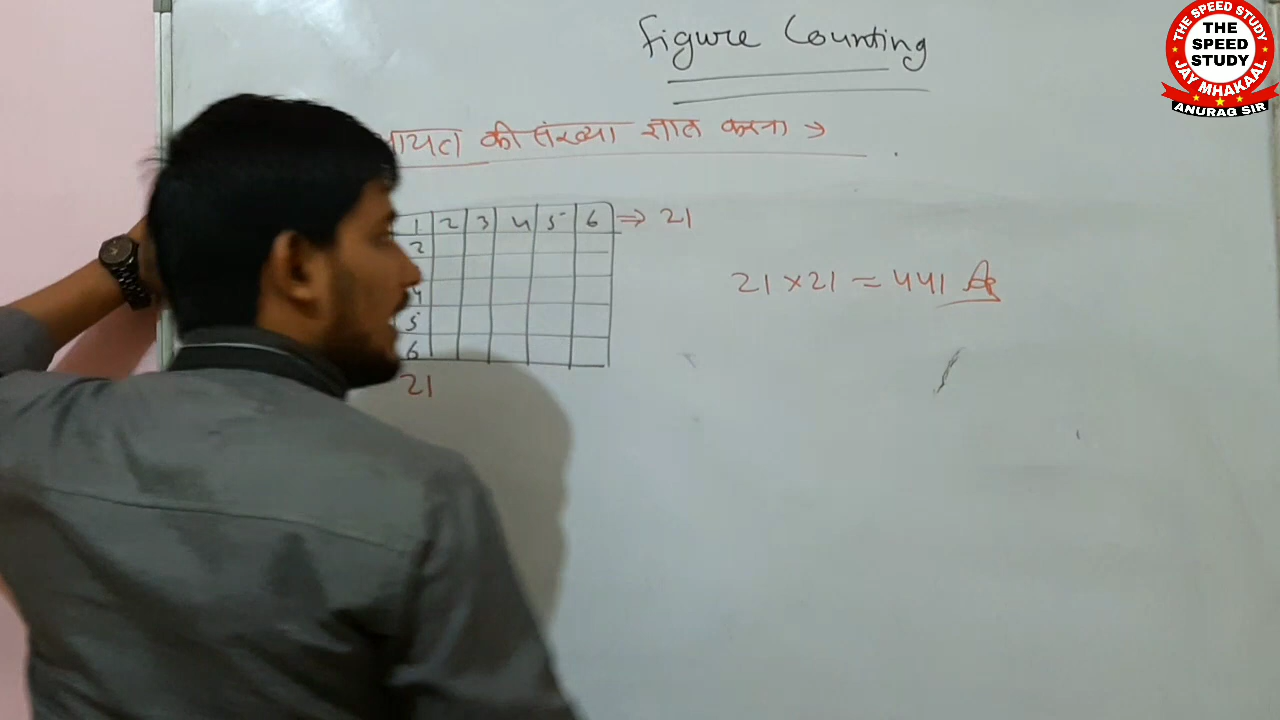 Figure Counting
THE SPEED STUDY
THE
SPEED
STUDY
JAY MHAKAAL
ANURAG SIR
की संख्या ज्ञात करना →
1 2 3 4 5 6 ⇒ 21
2
4
5
6
21
21 × 21 = 441